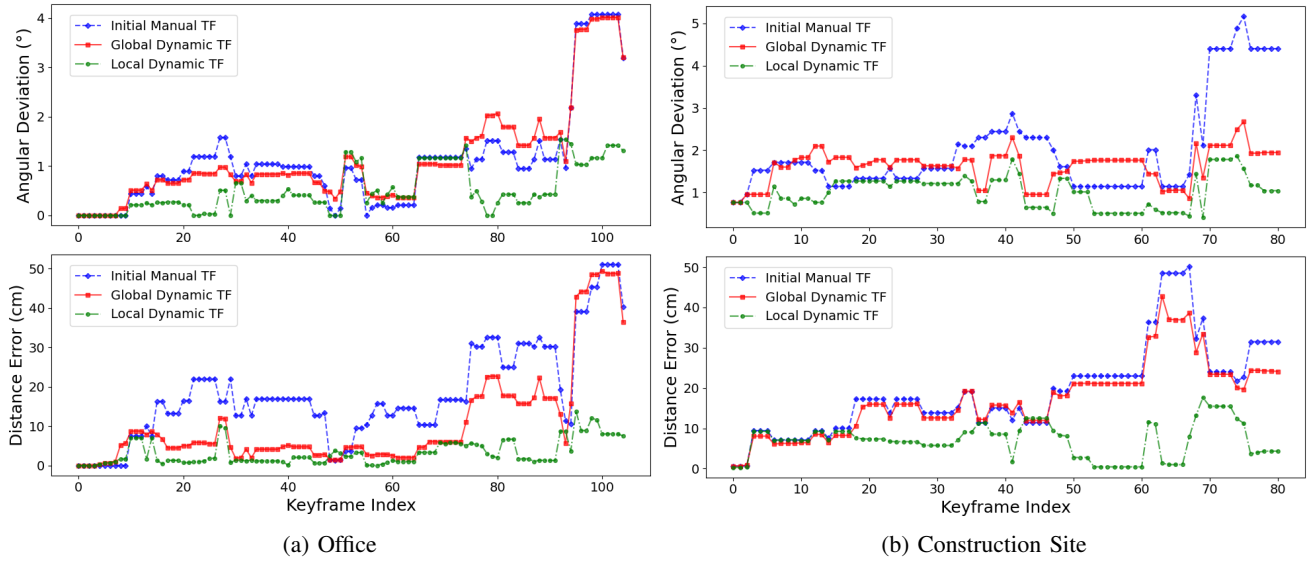 Angular Deviation (°)
4
3
2
1
0
Initial Manual TF
Global Dynamic TF
Local Dynamic TF
0 20 40 60 80 100
Distance Error (cm)
50
40
30
20
10
0
Initial Manual TF
Global Dynamic TF
Local Dynamic TF
0 20 40 60 80 100
Keyframe Index
(a) Office
Angular Deviation (°)
5
4
3
2
1
Initial Manual TF
Global Dynamic TF
Local Dynamic TF
0 10 20 30 40 50 60 70 80
Distance Error (cm)
50
40
30
20
10
0
Initial Manual TF
Global Dynamic TF
Local Dynamic TF
0 10 20 30 40 50 60 70 80
Keyframe Index
(b) Construction Site